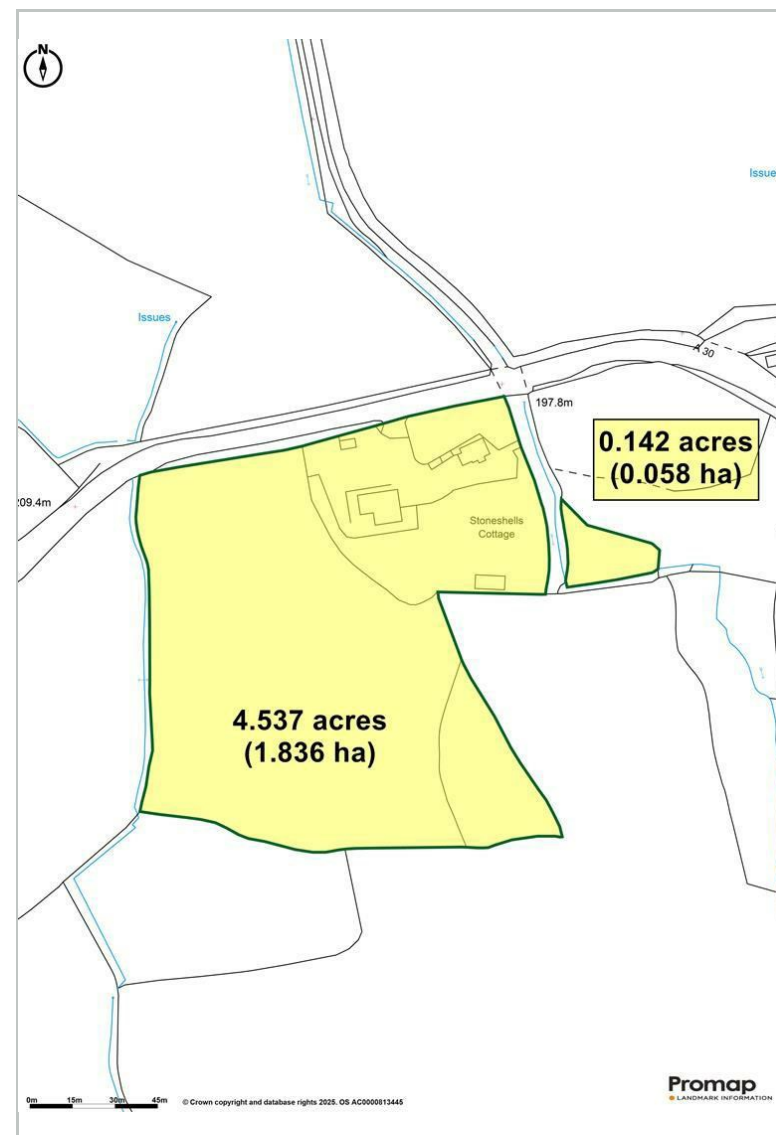 N
Issue
Issues
A 30
197.8m
0.142 acres
(0.058 ha)
209.4m
Stoneshells
Cottage
4.537 acres
(1.836 ha)
Promap
LANDMARK INFORMATION
0m 15m 30m 45m © Crown copyright and database rights 2025. OS AC0000813445